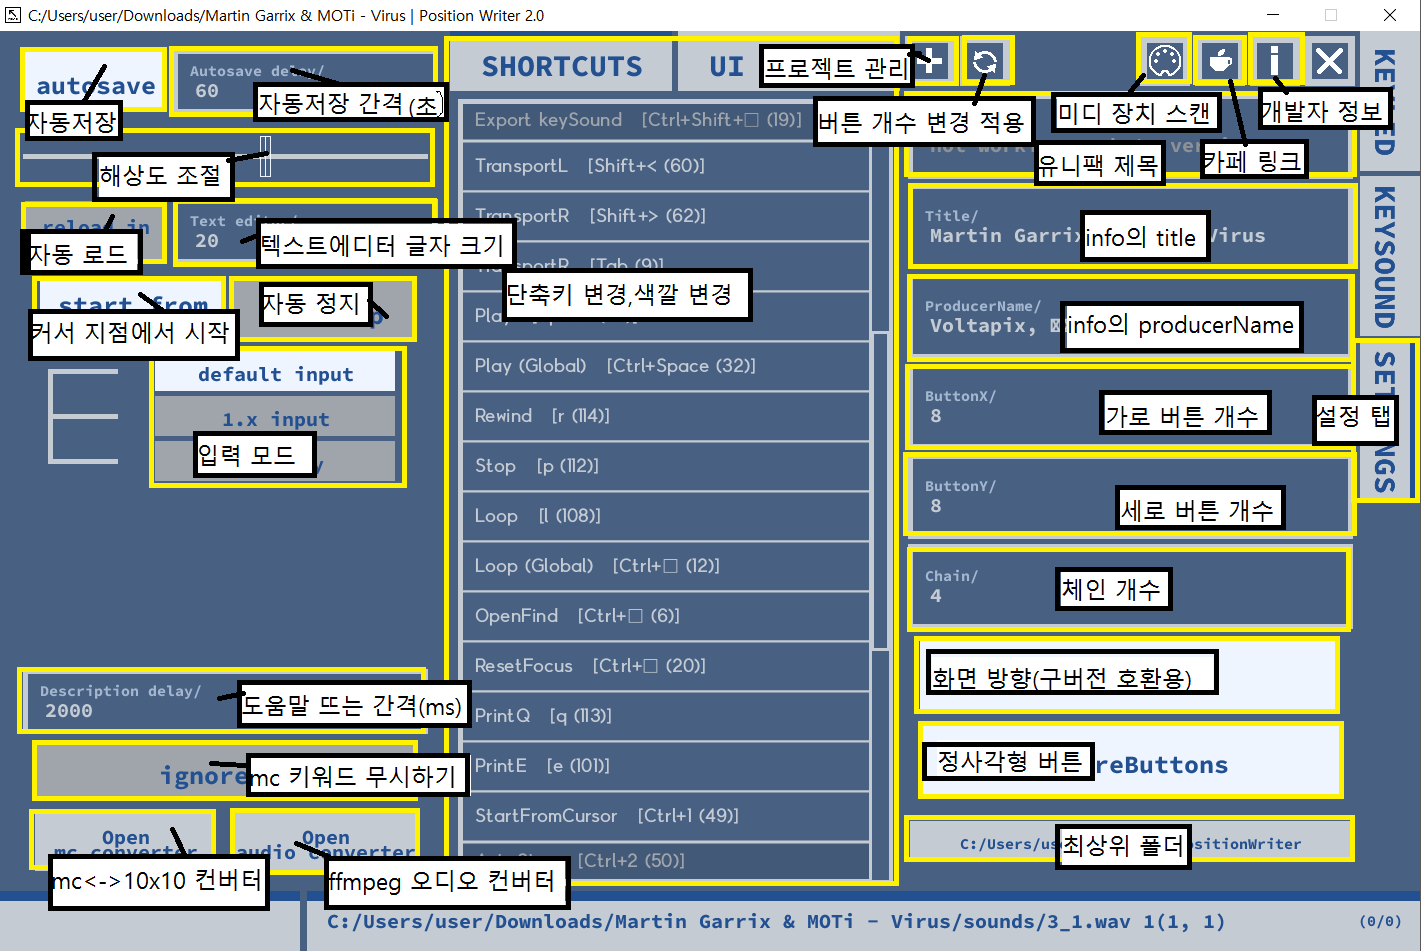 C:/Users/user/Downloads/Martin Garrix & MOTi - Virus | Position Writer 2.0
autosave
자동저장
Autosave delay/
60
자동저장 간격(초)
해상도 조절
reload in
자동 로드
Text
20
텍스트에디터 글자 크기
start from
커서 지점에서 시작
자동 정지
default input
1.x input
입력 모드
Description delay/
2000
도움말 뜨는 간격(ms)
ignore
mc 키워드 무시하기
Open
mc converter
mc<->10x10 컨버터
Open
audio converter
ffmpeg 오디오 컨버터
SHORTCUTS
UI
Export keySound [Ctrl+Shift+□ (19)]
TransportL [Shift+< (60)]
TransportR [Shift+> (62)]
TransportR [Tab (9)]
단축키 변경,색깔 변경
Play (Global) [Ctrl+Space (32)]
Rewind [r (114)]
Stop [p (112)]
Loop [l (108)]
Loop (Global) [Ctrl+□ (12)]
OpenFind [Ctrl+□ (6)]
ResetFocus [Ctrl+□ (20)]
PrintQ [q (113)]
PrintE [e (101)]
StartFromCursor [Ctrl+1 (49)]
[Ctrl+2 (50)]
프로젝트 관리
버튼 개수 변경 적용
미디 장치 스캔
개발자 정보
카페 링크
유니팩 제목
Title/
Martin Garrix Virus
info의 title
ProducerName/
Voltapix,
info의 producerName
ButtonX/
8
가로 버튼 개수
ButtonY/
8
세로 버튼 개수
Chain/
4
체인 개수
화면 방향(구버전 호환용)
정사각형 버튼
reButtons
C:/Users/us
최상위 폴더
ositionWriter
KEYSOUND
설정 탭
C:/Users/user/Downloads/Martin Garrix & MOTi - Virus/sounds/3_1.wav 1(1, 1)
(0/0)